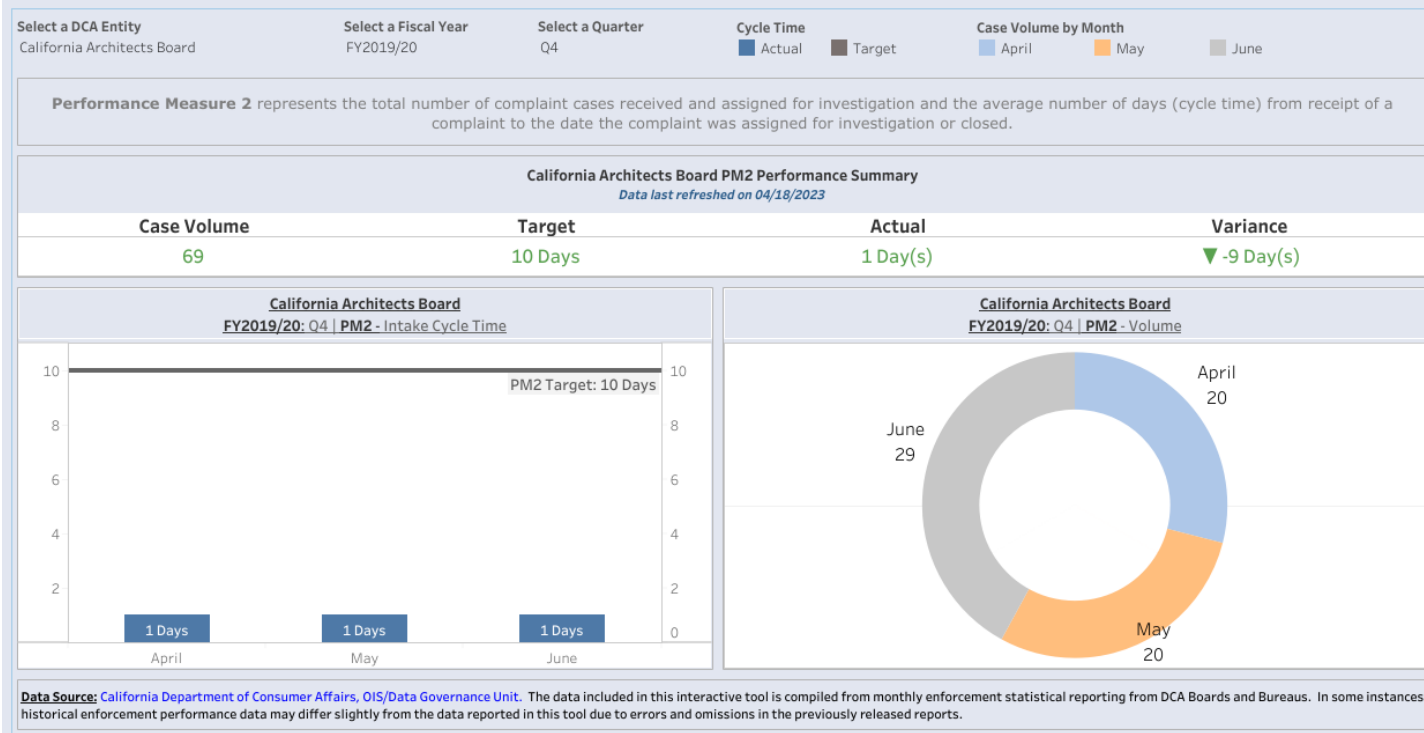 Select a DCA Entity
California Architects Board
Select a Fiscal Year
FY2019/20
Select a Quarter
Q4
Cycle Time
Actual
Target
Case Volume by Month
April
May
June
Performance Measure 2 represents the total number of complaint cases received and assigned for investigation and the average number of days (cycle time) from receipt of a
complaint to the date the complaint was assigned for investigation or closed.
California Architects Board PM2 Performance Summary
Data last refreshed on 04/18/2023
Case Volume
Target
Actual
Variance
69
10 Days
1 Day(s)
▼ -9 Day(s)
California Architects Board
FY2019/20: Q4 | PM2 - Intake Cycle Time
10
8
6
4
2
PM2 Target: 10 Days
10
8
6
4
2
0
1 Days
1 Days
1 Days
April
May
June
California Architects Board
FY2019/20: Q4 | PM2 - Volume
April
20
June
29
May
20
Data Source: California Department of Consumer Affairs, OIS/Data Governance Unit. The data included in this interactive tool is compiled from monthly enforcement statistical reporting from DCA Boards and Bureaus. In some instances
historical enforcement performance data may differ slightly from the data reported in this tool due to errors and omissions in the previously released reports.